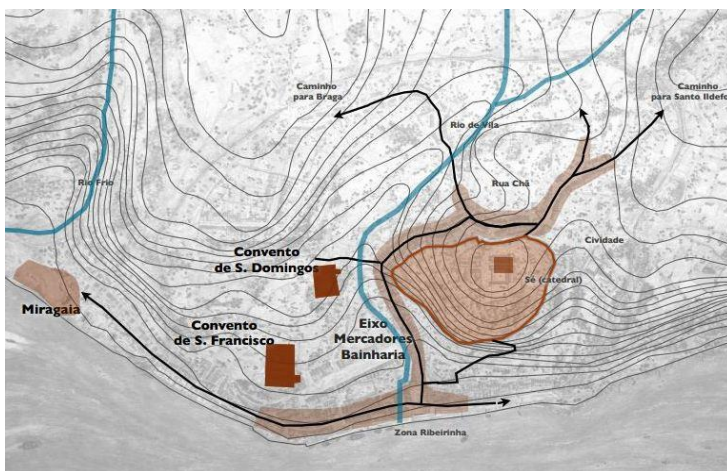 Caminho
para Braga
Caminho
para Santo Ildefo
Rio de Vila
Rio Frio
Rua Chã
Cividade
Convento
de S. Domingos
Sé (catedral)
Miragaia
Convento
de S. Francisco
Eixo
Mercadores
Bainharia
Zona Ribeirinha